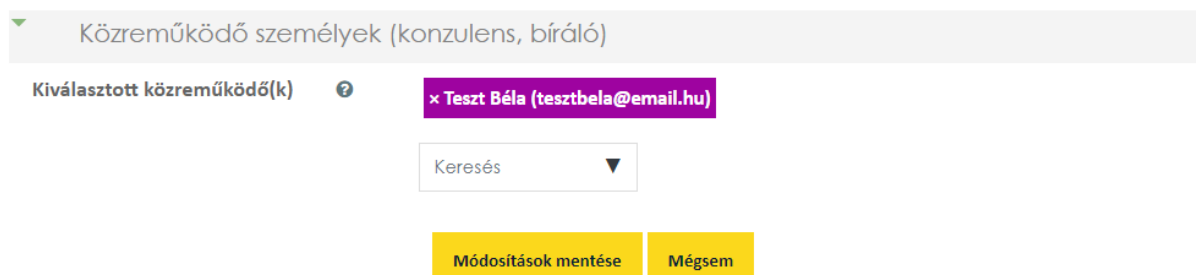 Közreműködő személyek (konzulens, bíráló)
Kiválasztott közreműködő(k)
× Teszt Béla (tesztbela@email.hu)
Keresés
Módosítások mentése Mégsem